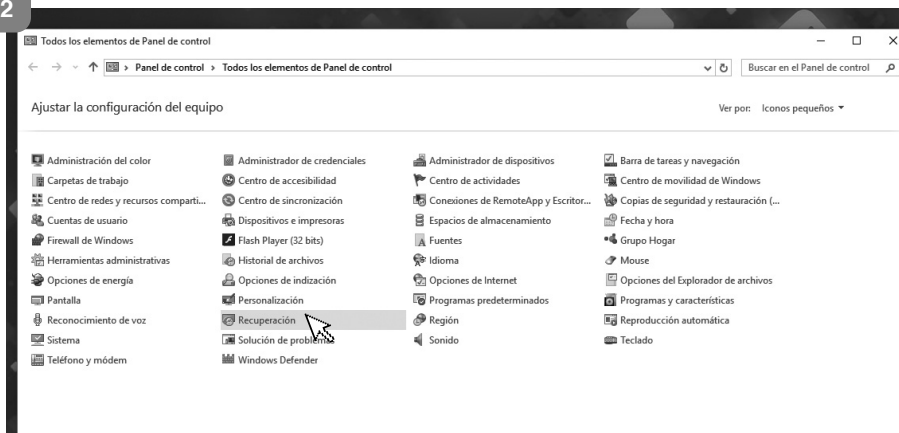 2
Todos los elementos de Panel de control
Panel de control > Todos los elementos de Panel de control
Buscar en el Panel de control
Ajustar la configuración del equipo
Ver por: Iconos pequeños
Administración del color
Administrador de credenciales
Administrador de dispositivos
Barra de tareas y navegación
Carpetas de trabajo
Centro de accesibilidad
Centro de actividades
Centro de movilidad de Windows
Centro de redes y recursos comparti...
Centro de sincronización
Conexiones de RemoteApp y Escritor...
Copias de seguridad y restauración (...
Cuentas de usuario
Dispositivos e impresoras
Espacios de almacenamiento
Fecha y hora
Firewall de Windows
Flash Player (32 bits)
Fuentes
Grupo Hogar
Herramientas administrativas
Historial de archivos
Idioma
Mouse
Opciones de energía
Opciones de indización
Opciones de Internet
Opciones del Explorador de archivos
Pantalla
Personalización
Programas predeterminados
Programas y características
Reconocimiento de voz
Recuperación
Región
Reproducción automática
Sistema
Solución de problemas
Sonido
Teclado
Teléfono y módem
Windows Defender